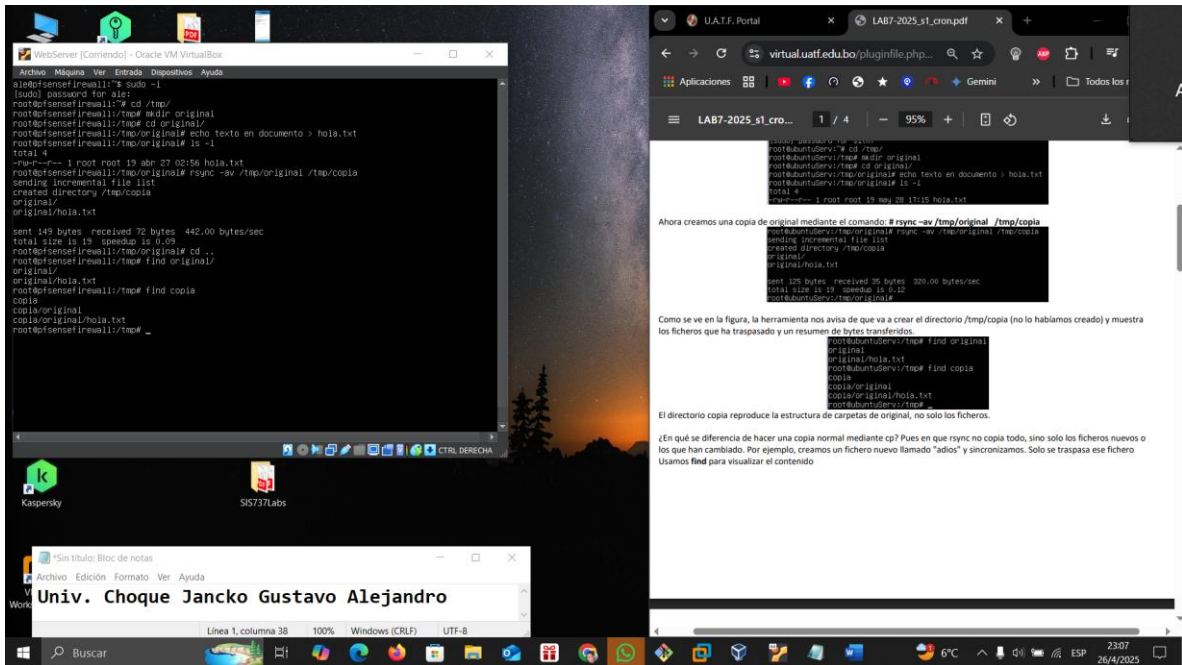 WebServer [Corriendo] - Oracle VM VirtualBox
Archivo Máquina Ver Entrada Dispositivos Ayuda
ale@pfsensefirewall:~$ sudo -i
[sudo] password for ale:
root@pfsensefirewall:~# cd /tmp/
root@pfsensefirewall:/tmp# mkdir original
root@pfsensefirewall:/tmp# cd original/
root@pfsensefirewall:/tmp/original# echo texto en documento > hola.txt
root@pfsensefirewall:/tmp/original# ls -l
total 4
-rw-r--r-- 1 root root 19 abr 27 02:56 hola.txt
root@pfsensefirewall:/tmp/original# rsync -av /tmp/original /tmp/copia
sending incremental file list
created directory /tmp/copia
original/
original/hola.txt
sent 149 bytes received 72 bytes 442.00 bytes/sec
total size is 19 speedup is 0.09
root@pfsensefirewall:/tmp/original# cd ..
root@pfsensefirewall:/tmp# find original/
original/
original/hola.txt
root@pfsensefirewall:/tmp# find copia
copia
copia/original
copia/original/hola.txt
root@pfsensefirewall:/tmp# _
CTRL DERECHA
Kaspersky
SIS737Labs
*Sin título: Bloc de notas
Archivo Edición Formato Ver Ayuda
Univ. Choque Jancko Gustavo Alejandro
Línea 1, columna 38 100% Windows (CRLF) UTF-8
U.A.T.F. Portal
LAB7-2025_s1_cron.pdf
virtual.uatf.edu.bo/pluginfile.php...
Aplicaciones
Gemini
» Todos los
LAB7-2025_s1_cro... 1 / 4 95%
root@ubuntuServ:~# cd /tmp/
root@ubuntuServ:/tmp# mkdir original
root@ubuntuServ:/tmp# cd original/
root@ubuntuServ:/tmp/original# echo texto en documento > hola.txt
root@ubuntuServ:/tmp/original# ls -l
total 4
-rw-r--r-- 1 root root 19 may 28 17:15 hola.txt
Ahora creamos una copia de original mediante el comando: # rsync –av /tmp/original /tmp/copia
root@ubuntuServ:/tmp/original# rsync -av /tmp/original /tmp/copia
sending incremental file list
created directory /tmp/copia
original/
original/hola.txt
sent 125 bytes received 35 bytes 320.00 bytes/sec
total size is 19 speedup is 0.12
root@ubuntuServ:/tmp/original#
Como se ve en la figura, la herramienta nos avisa de que va a crear el directorio /tmp/copia (no lo habíamos creado) y muestra
los ficheros que ha traspasado y un resumen de bytes transferidos.
root@ubuntuServ:/tmp# find original
original
original/hola.txt
root@ubuntuServ:/tmp# find copia
copia
copia/original
copia/original/hola.txt
root@ubuntuServ:/tmp# _
El directorio copia reproduce la estructura de carpetas de original, no solo los ficheros.
¿En qué se diferencia de hacer una copia normal mediante cp? Pues en que rsync no copia todo, sino solo los ficheros nuevos o
los que han cambiado. Por ejemplo, creamos un fichero nuevo llamado "adios" y sincronizamos. Solo se traspasa ese fichero
Usamos find para visualizar el contenido
Buscar
6°C
ESP
23:07
26/4/2025